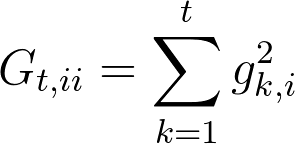 $G_{t,ii} = \sum_{k=1}^{t} g_{k,i}^{2}$